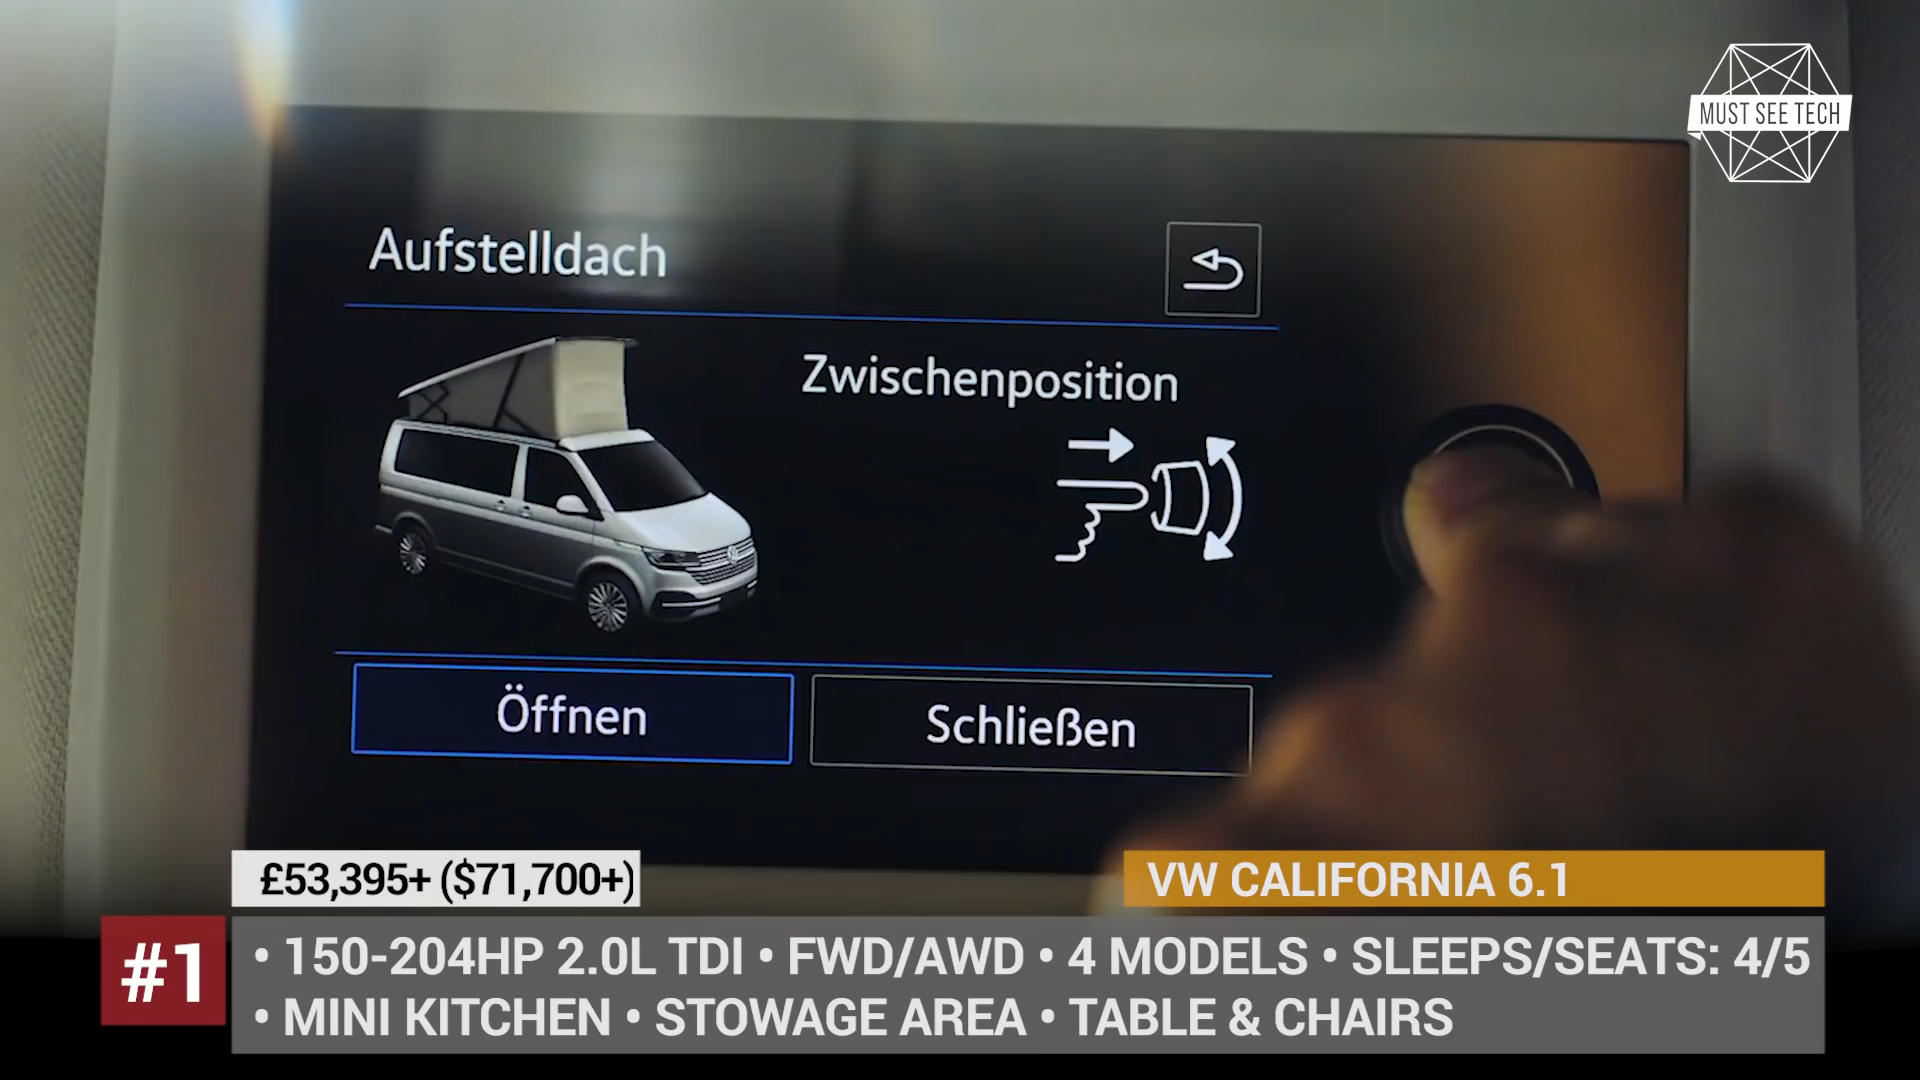 MUST SEE TECH
Aufstelldach
Zwischenposition
Öffnen
Schließen
£53,395+ ($71,700+)
VW CALIFORNIA 6.1
#1
• 150-204HP 2.0L TDI • FWD/AWD • 4 MODELS • SLEEPS/SEATS: 4/5
• MINI KITCHEN • STOWAGE AREA • TABLE & CHAIRS